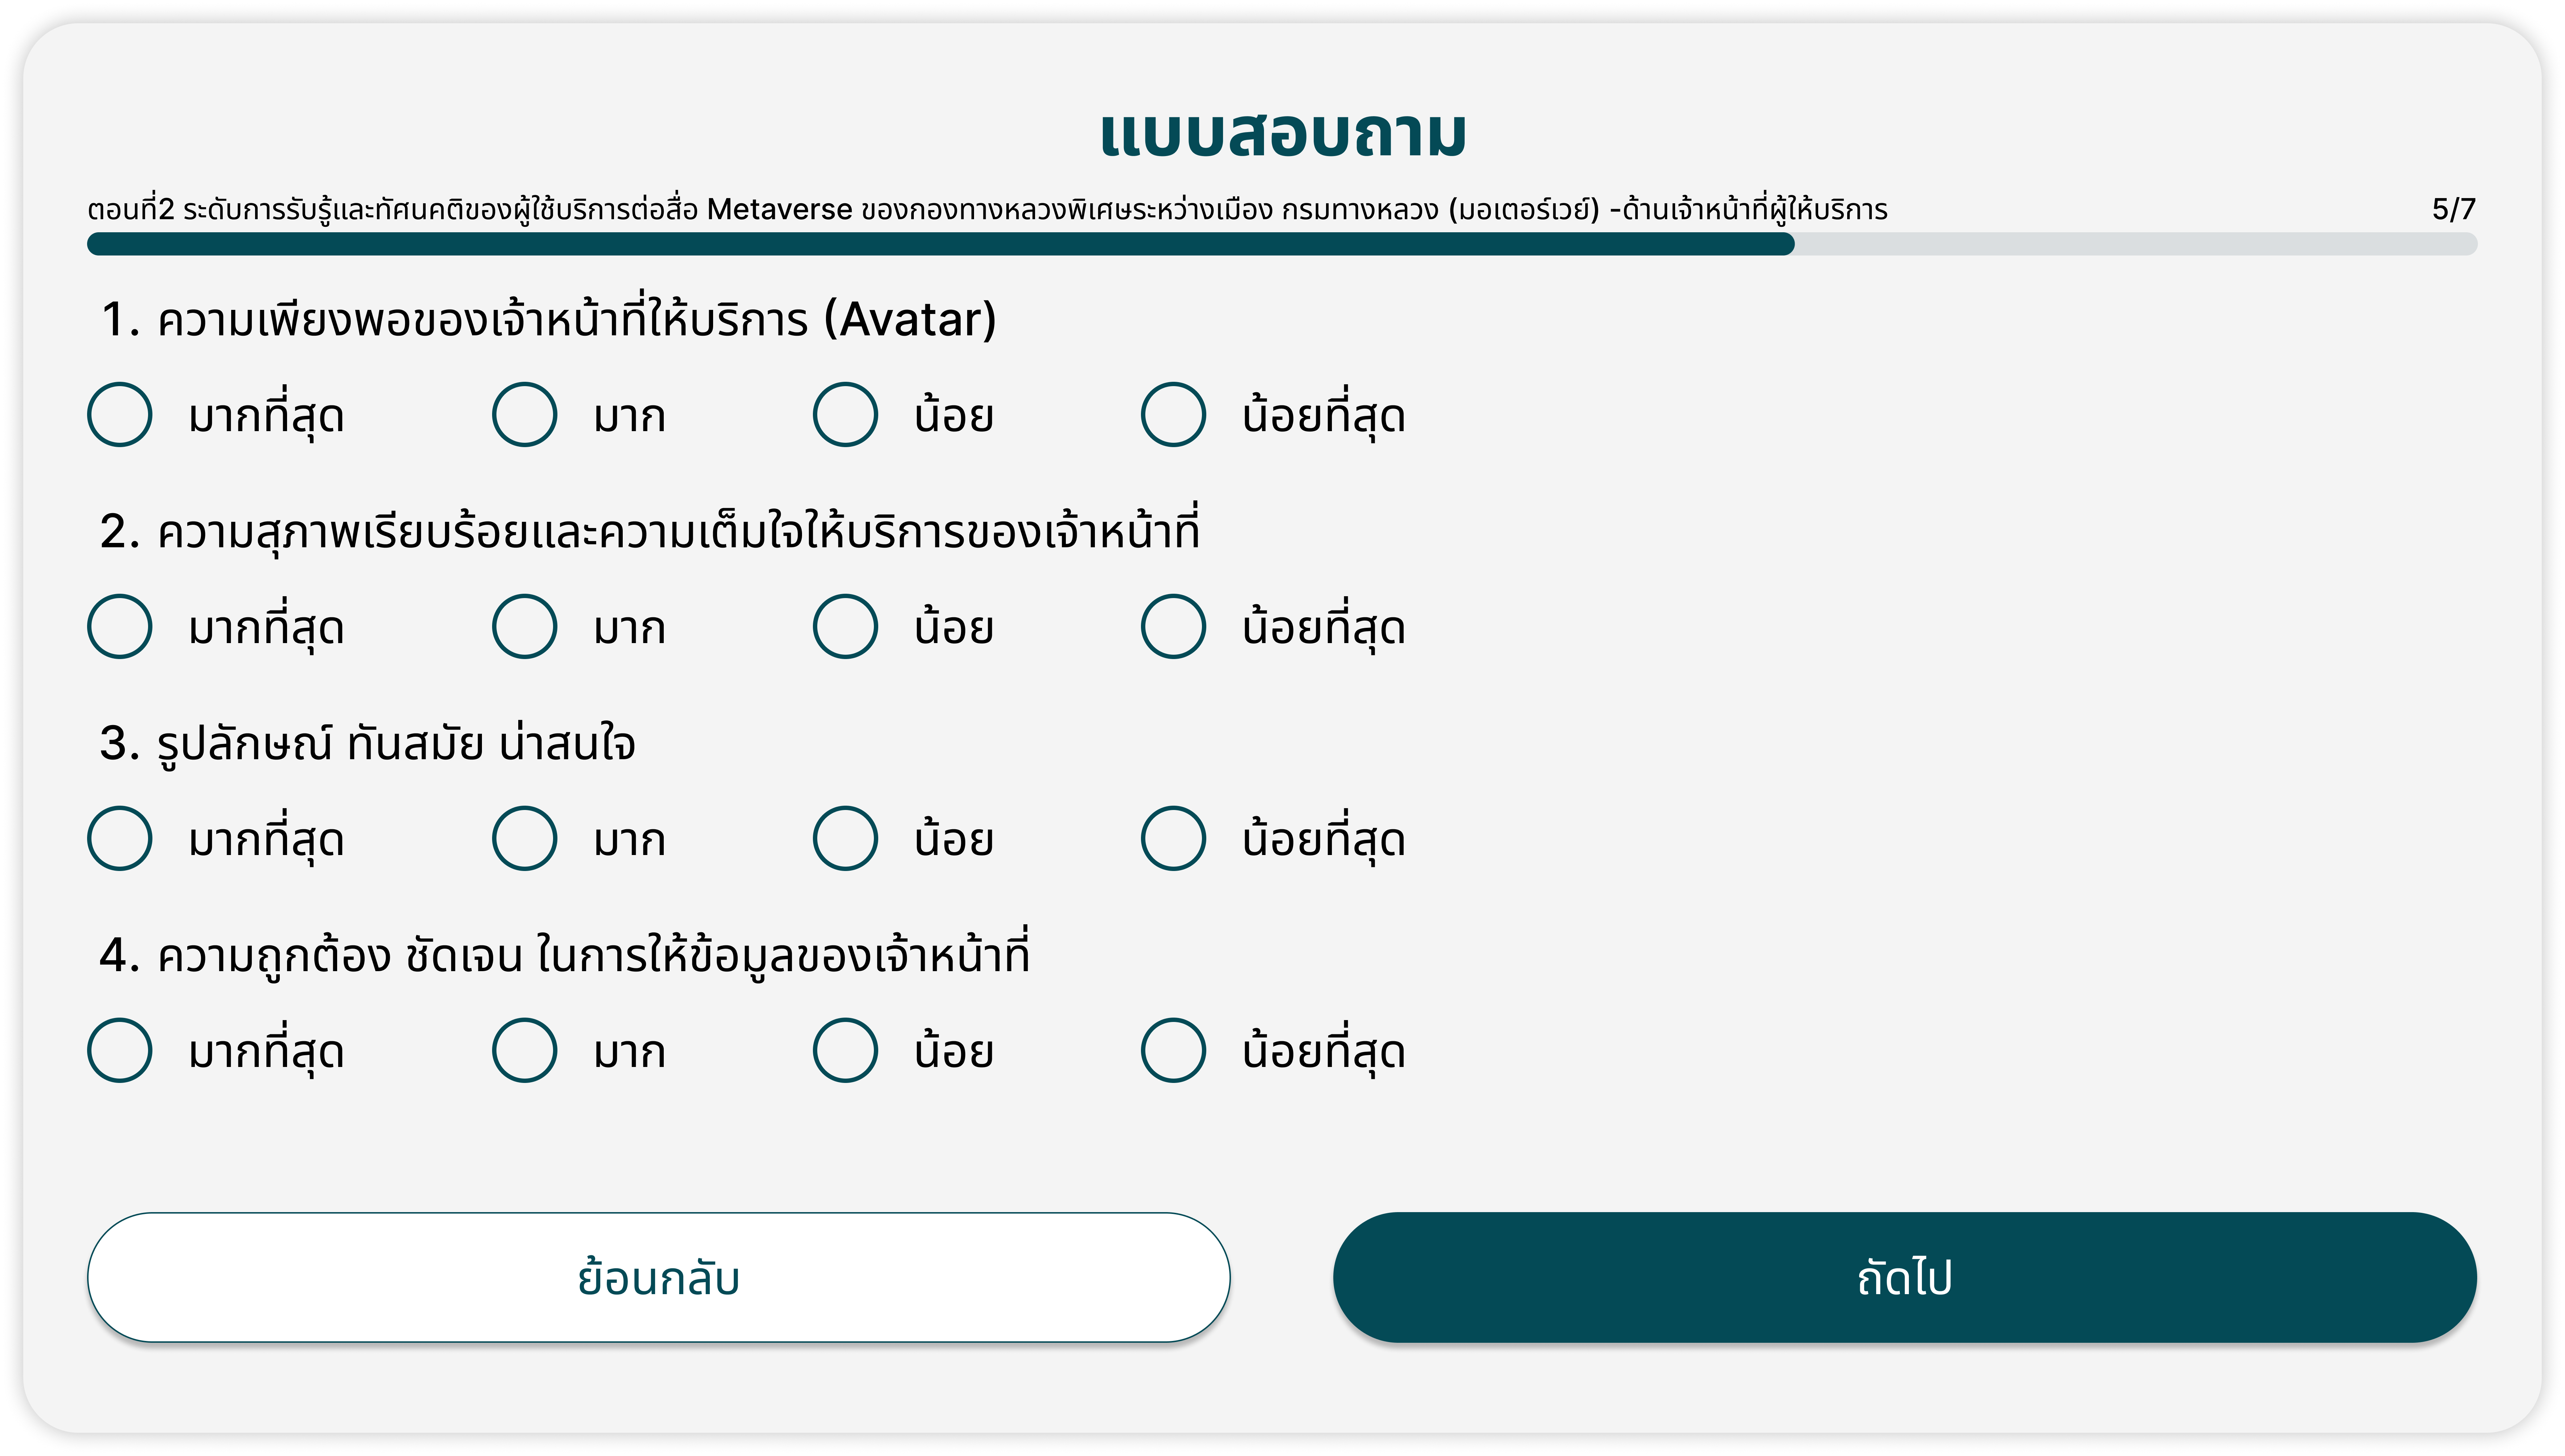 แบบสอบถาม
ตอนที่2 ระดับการรับรู้และทัศนคติของผู้ใช้บริการต่อสื่อ Metaverse ของกองทางหลวงพิเศษระหว่างเมือง กรมทางหลวง (มอเตอร์เวย์) -ด้านเจ้าหน้าที่ผู้ให้บริการ 5/7
1. ความเพียงพอของเจ้าหน้าที่ให้บริการ (Avatar)
มากที่สุด มาก น้อย น้อยที่สุด
2. ความสุภาพเรียบร้อยและความเต็มใจให้บริการของเจ้าหน้าที่
มากที่สุด มาก น้อย น้อยที่สุด
3. รูปลักษณ์ ทันสมัย น่าสนใจ
มากที่สุด มาก น้อย น้อยที่สุด
4. ความถูกต้อง ชัดเจน ในการให้ข้อมูลของเจ้าหน้าที่
มากที่สุด มาก น้อย น้อยที่สุด
ย้อนกลับ ถัดไป